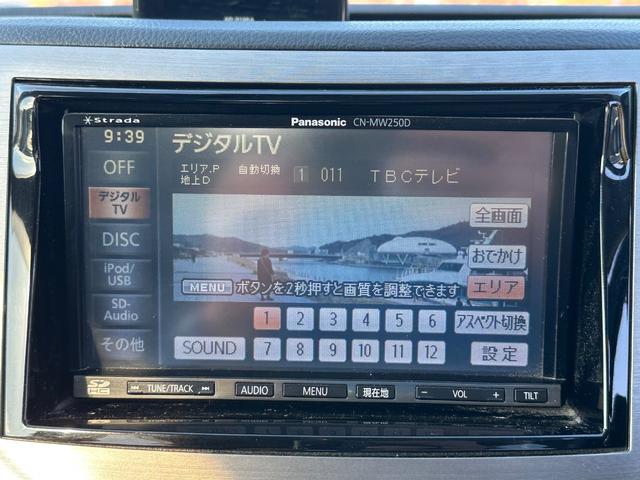 Strada
Panasonic CN-MW250D
9:39
デジタルTV
エリア.P 自動切換 1 011 TBCテレビ
地上D
OFF
デジタル
TV
DISC
iPod/
USB
SD-
Audio
その他
全画面
おでかけ
エリア
MENU ボタンを2秒押すと画質を調整できます
1 2 3 4 5 6 アスペクト切換
SOUND 7 8 9 10 11 12 設定
SD HC TUNE/TRACK AUDIO MENU 現在地 − VOL + TILT